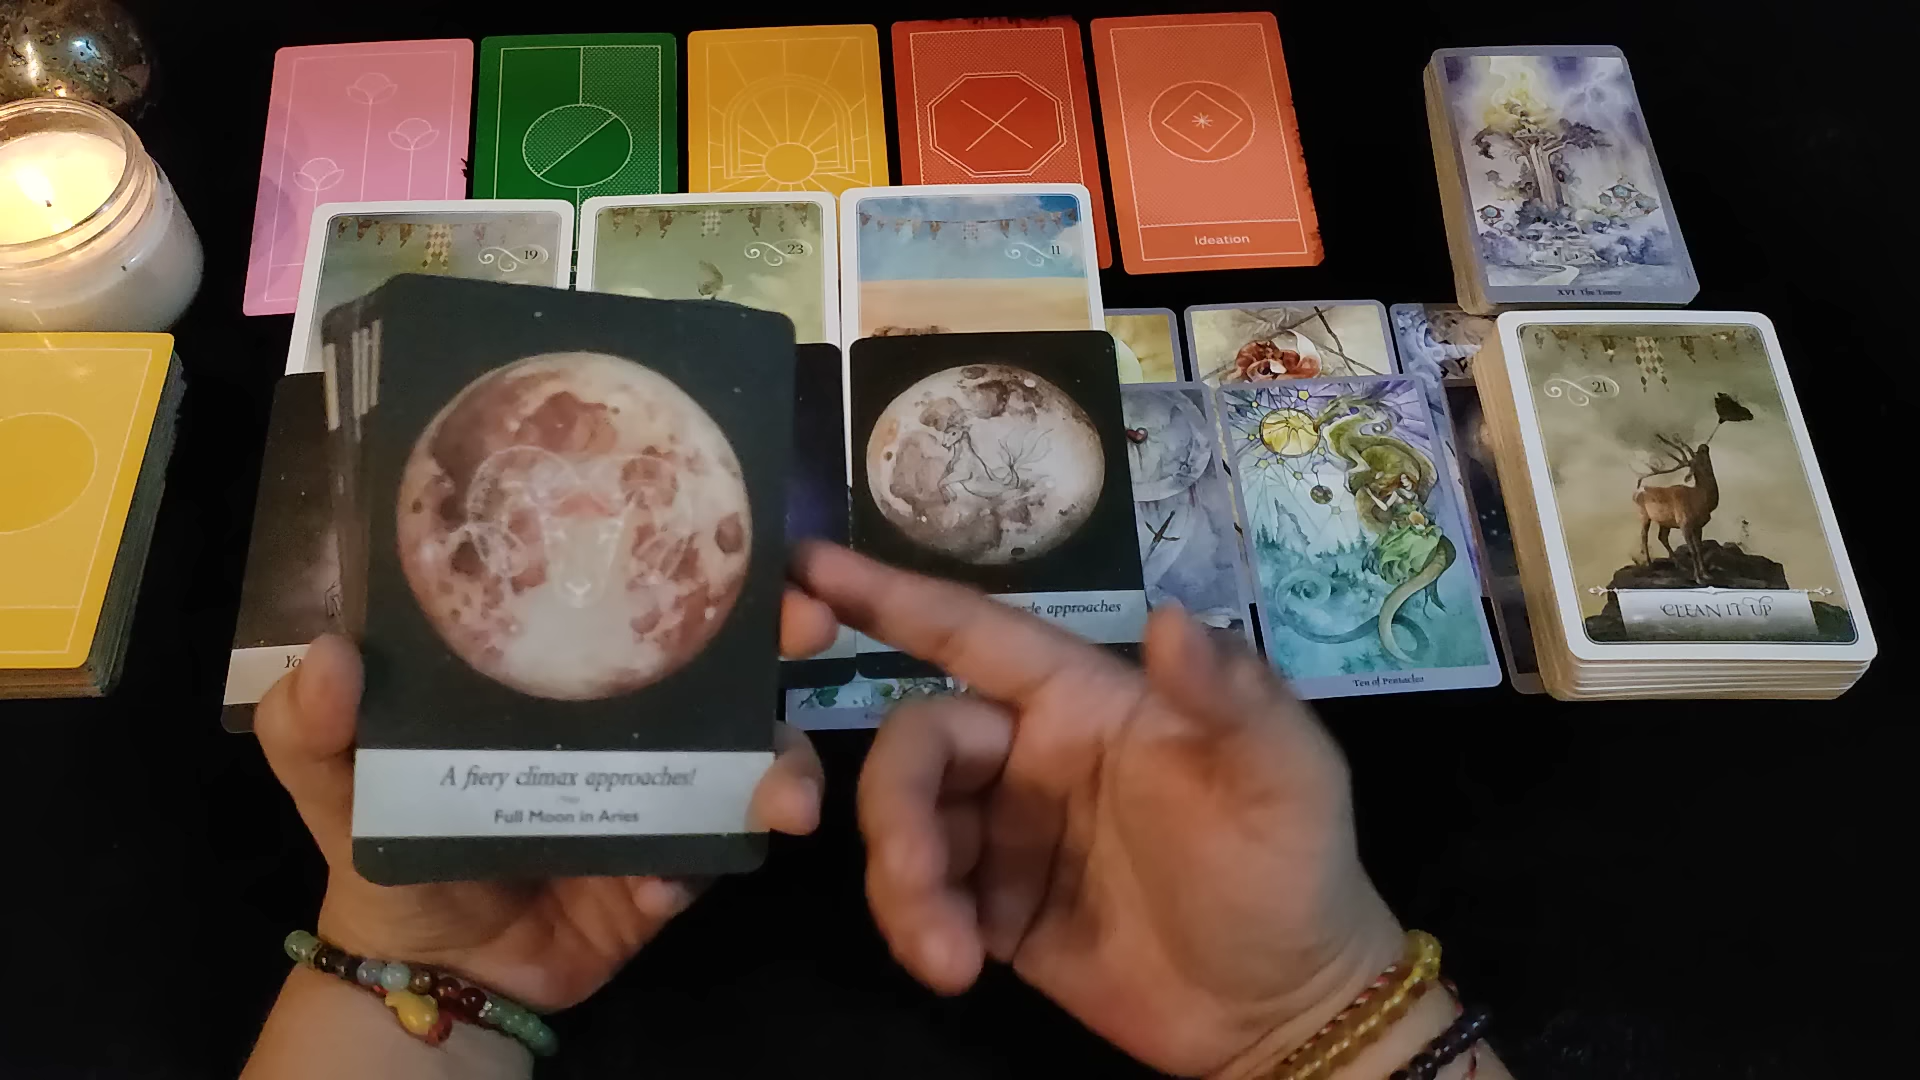 Ideation
19
23
11
XVI The Tower
21
CLEAN IT UP
approaches
Yo
Ten of Pentacles
A fiery climax approaches!
Full Moon in Aries